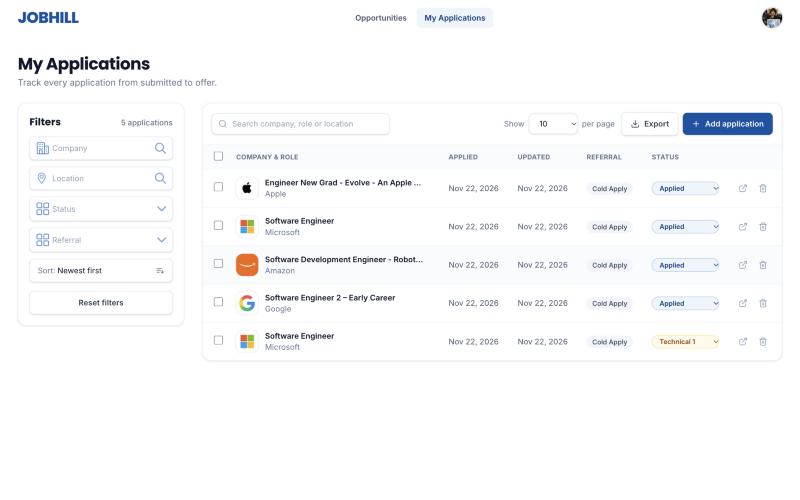 JOBHILL
Opportunities
My Applications
My Applications
Track every application from submitted to offer.
Filters
5 applications
Company
Location
Status
Referral
Sort: Newest first
Reset filters
Search company, role or location
Show 10 per page
Export
+ Add application
COMPANY & ROLE APPLIED UPDATED REFERRAL STATUS
Engineer New Grad - Evolve - An Apple ...
Apple
Nov 22, 2026 Nov 22, 2026 Cold Apply Applied
Software Engineer
Microsoft
Nov 22, 2026 Nov 22, 2026 Cold Apply Applied
Software Development Engineer - Robot...
Amazon
Nov 22, 2026 Nov 22, 2026 Cold Apply Applied
Software Engineer 2 – Early Career
Google
Nov 22, 2026 Nov 22, 2026 Cold Apply Applied
Software Engineer
Microsoft
Nov 22, 2026 Nov 22, 2026 Cold Apply Technical 1